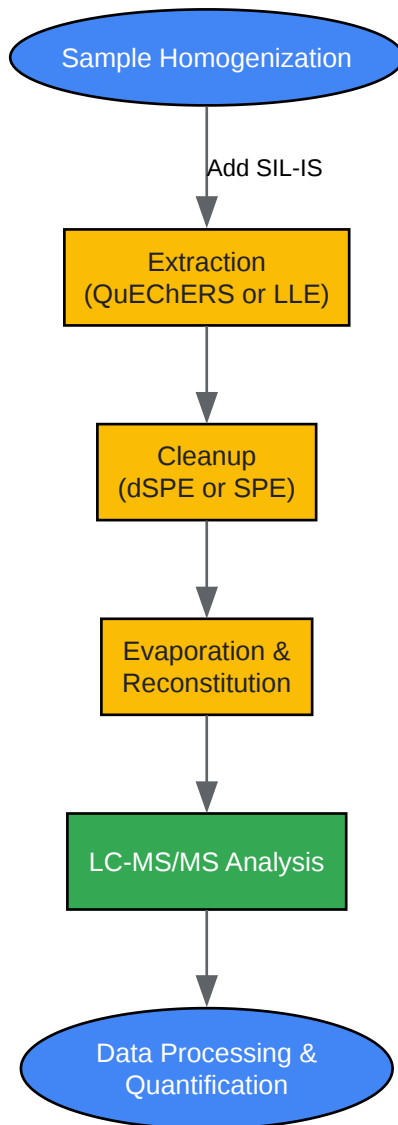 Sample Homogenization
Add SIL-IS
Extraction
(QuEChERS or LLE)
Cleanup
(dSPE or SPE)
Evaporation &
Reconstitution
LC-MS/MS Analysis
Data Processing &
Quantification